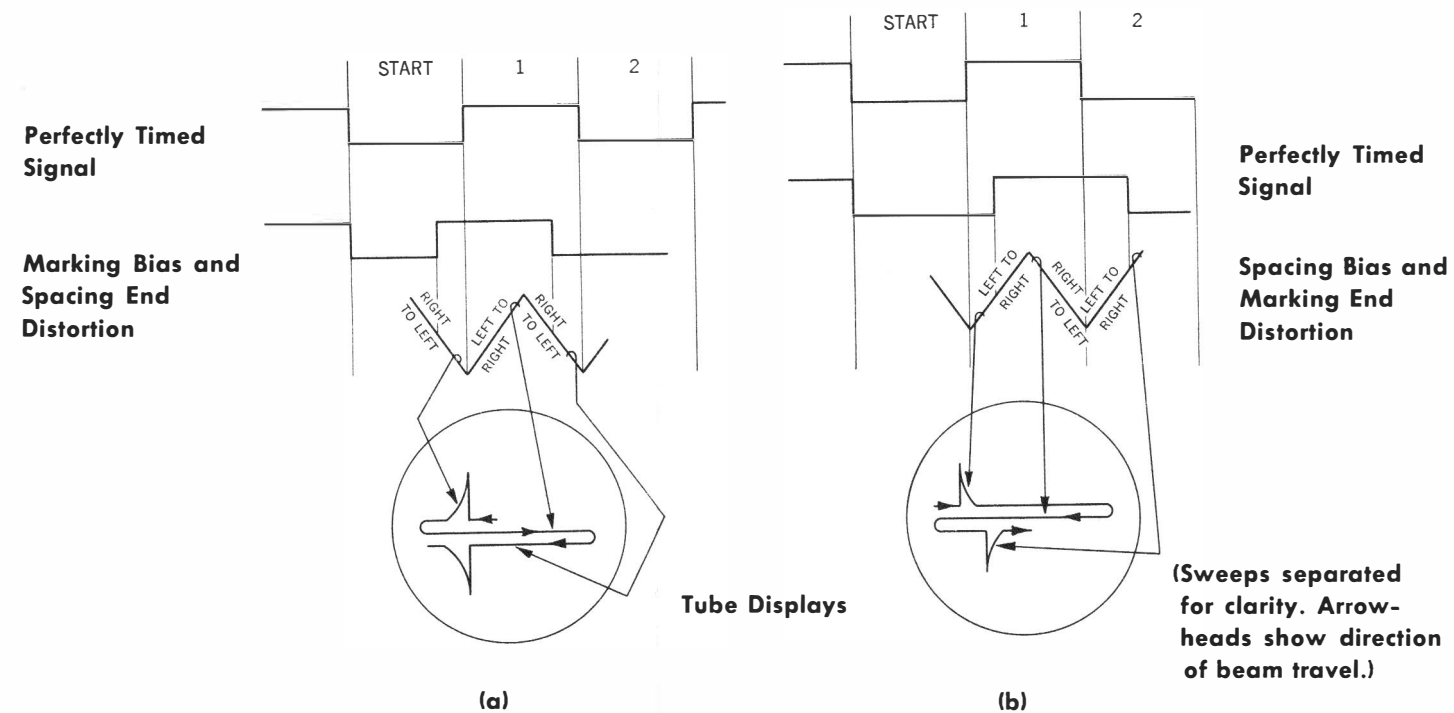 START 1 2
Perfectly Timed
Signal
Marking Bias and
Spacing End
Distortion
RIGHT
TO LEFT
LEFT TO
RIGHT
RIGHT
TO LEFT
START 1 2
Perfectly Timed
Signal
Spacing Bias and
Marking End
Distortion
LEFT TO
RIGHT
RIGHT
TO LEFT
LEFT TO
RIGHT
Tube Displays
(Sweeps separated
for clarity. Arrow-
heads show direction
of beam travel.)
(a)
(b)